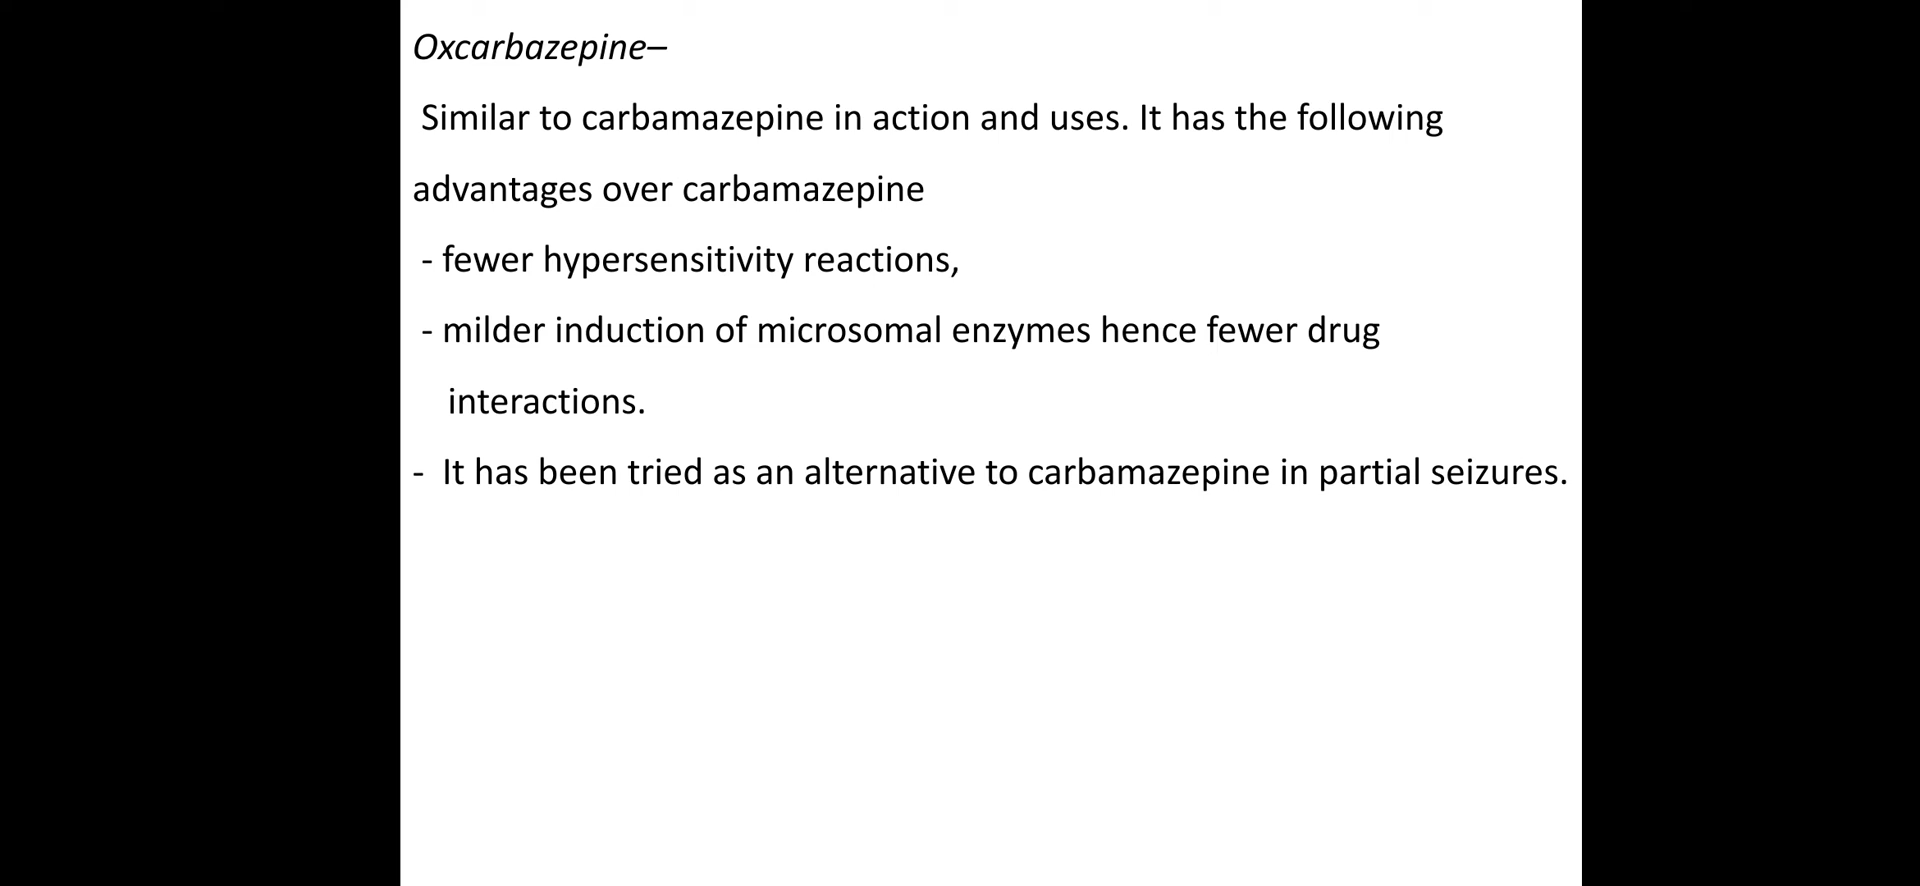 Oxcarbazepine–
Similar to carbamazepine in action and uses. It has the following
advantages over carbamazepine
- fewer hypersensitivity reactions,
- milder induction of microsomal enzymes hence fewer drug
interactions.
- It has been tried as an alternative to carbamazepine in partial seizures.